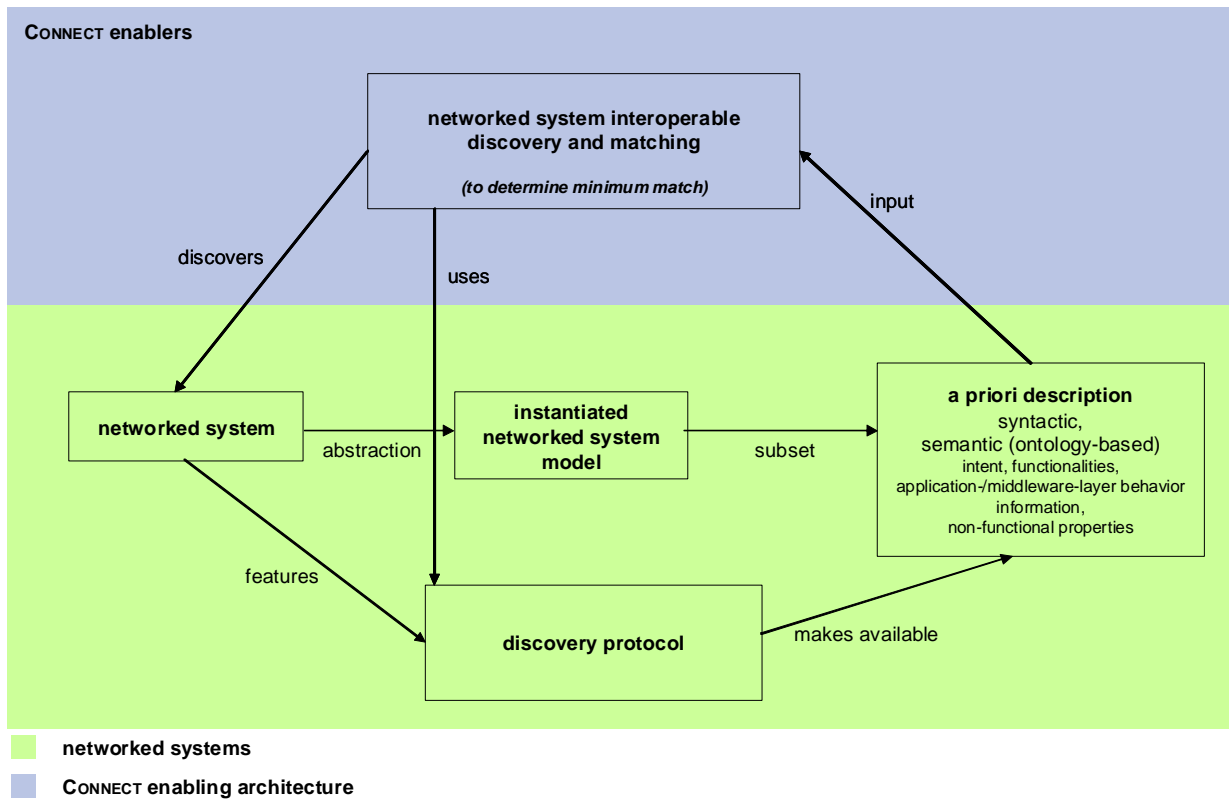 CONNECT enablers
networked system interoperable
discovery and matching
(to determine minimum match)
input
discovers
uses
networked system
abstraction
instantiated
networked system
model
subset
a priori description
syntactic,
semantic (ontology-based)
intent, functionalities,
application-/middleware-layer behavior
information,
non-functional properties
features
discovery protocol
makes available
networked systems
CONNECT enabling architecture